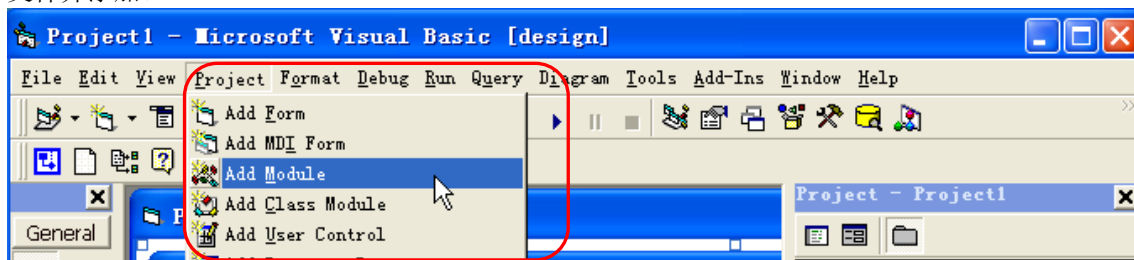 Project1 - Microsoft Visual Basic [design]
File Edit View Project Format Debug Run Query Diagram Tools Add-Ins Window Help
Add Form
Add MDI Form
Add Module
Project - Project1
Add Class Module
General
Add User Control